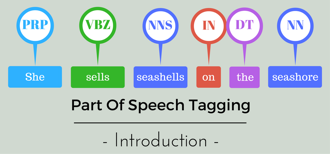 PRP VBZ NNS IN DT NN
She sells seashells on the seashore
Part Of Speech Tagging
- Introduction -